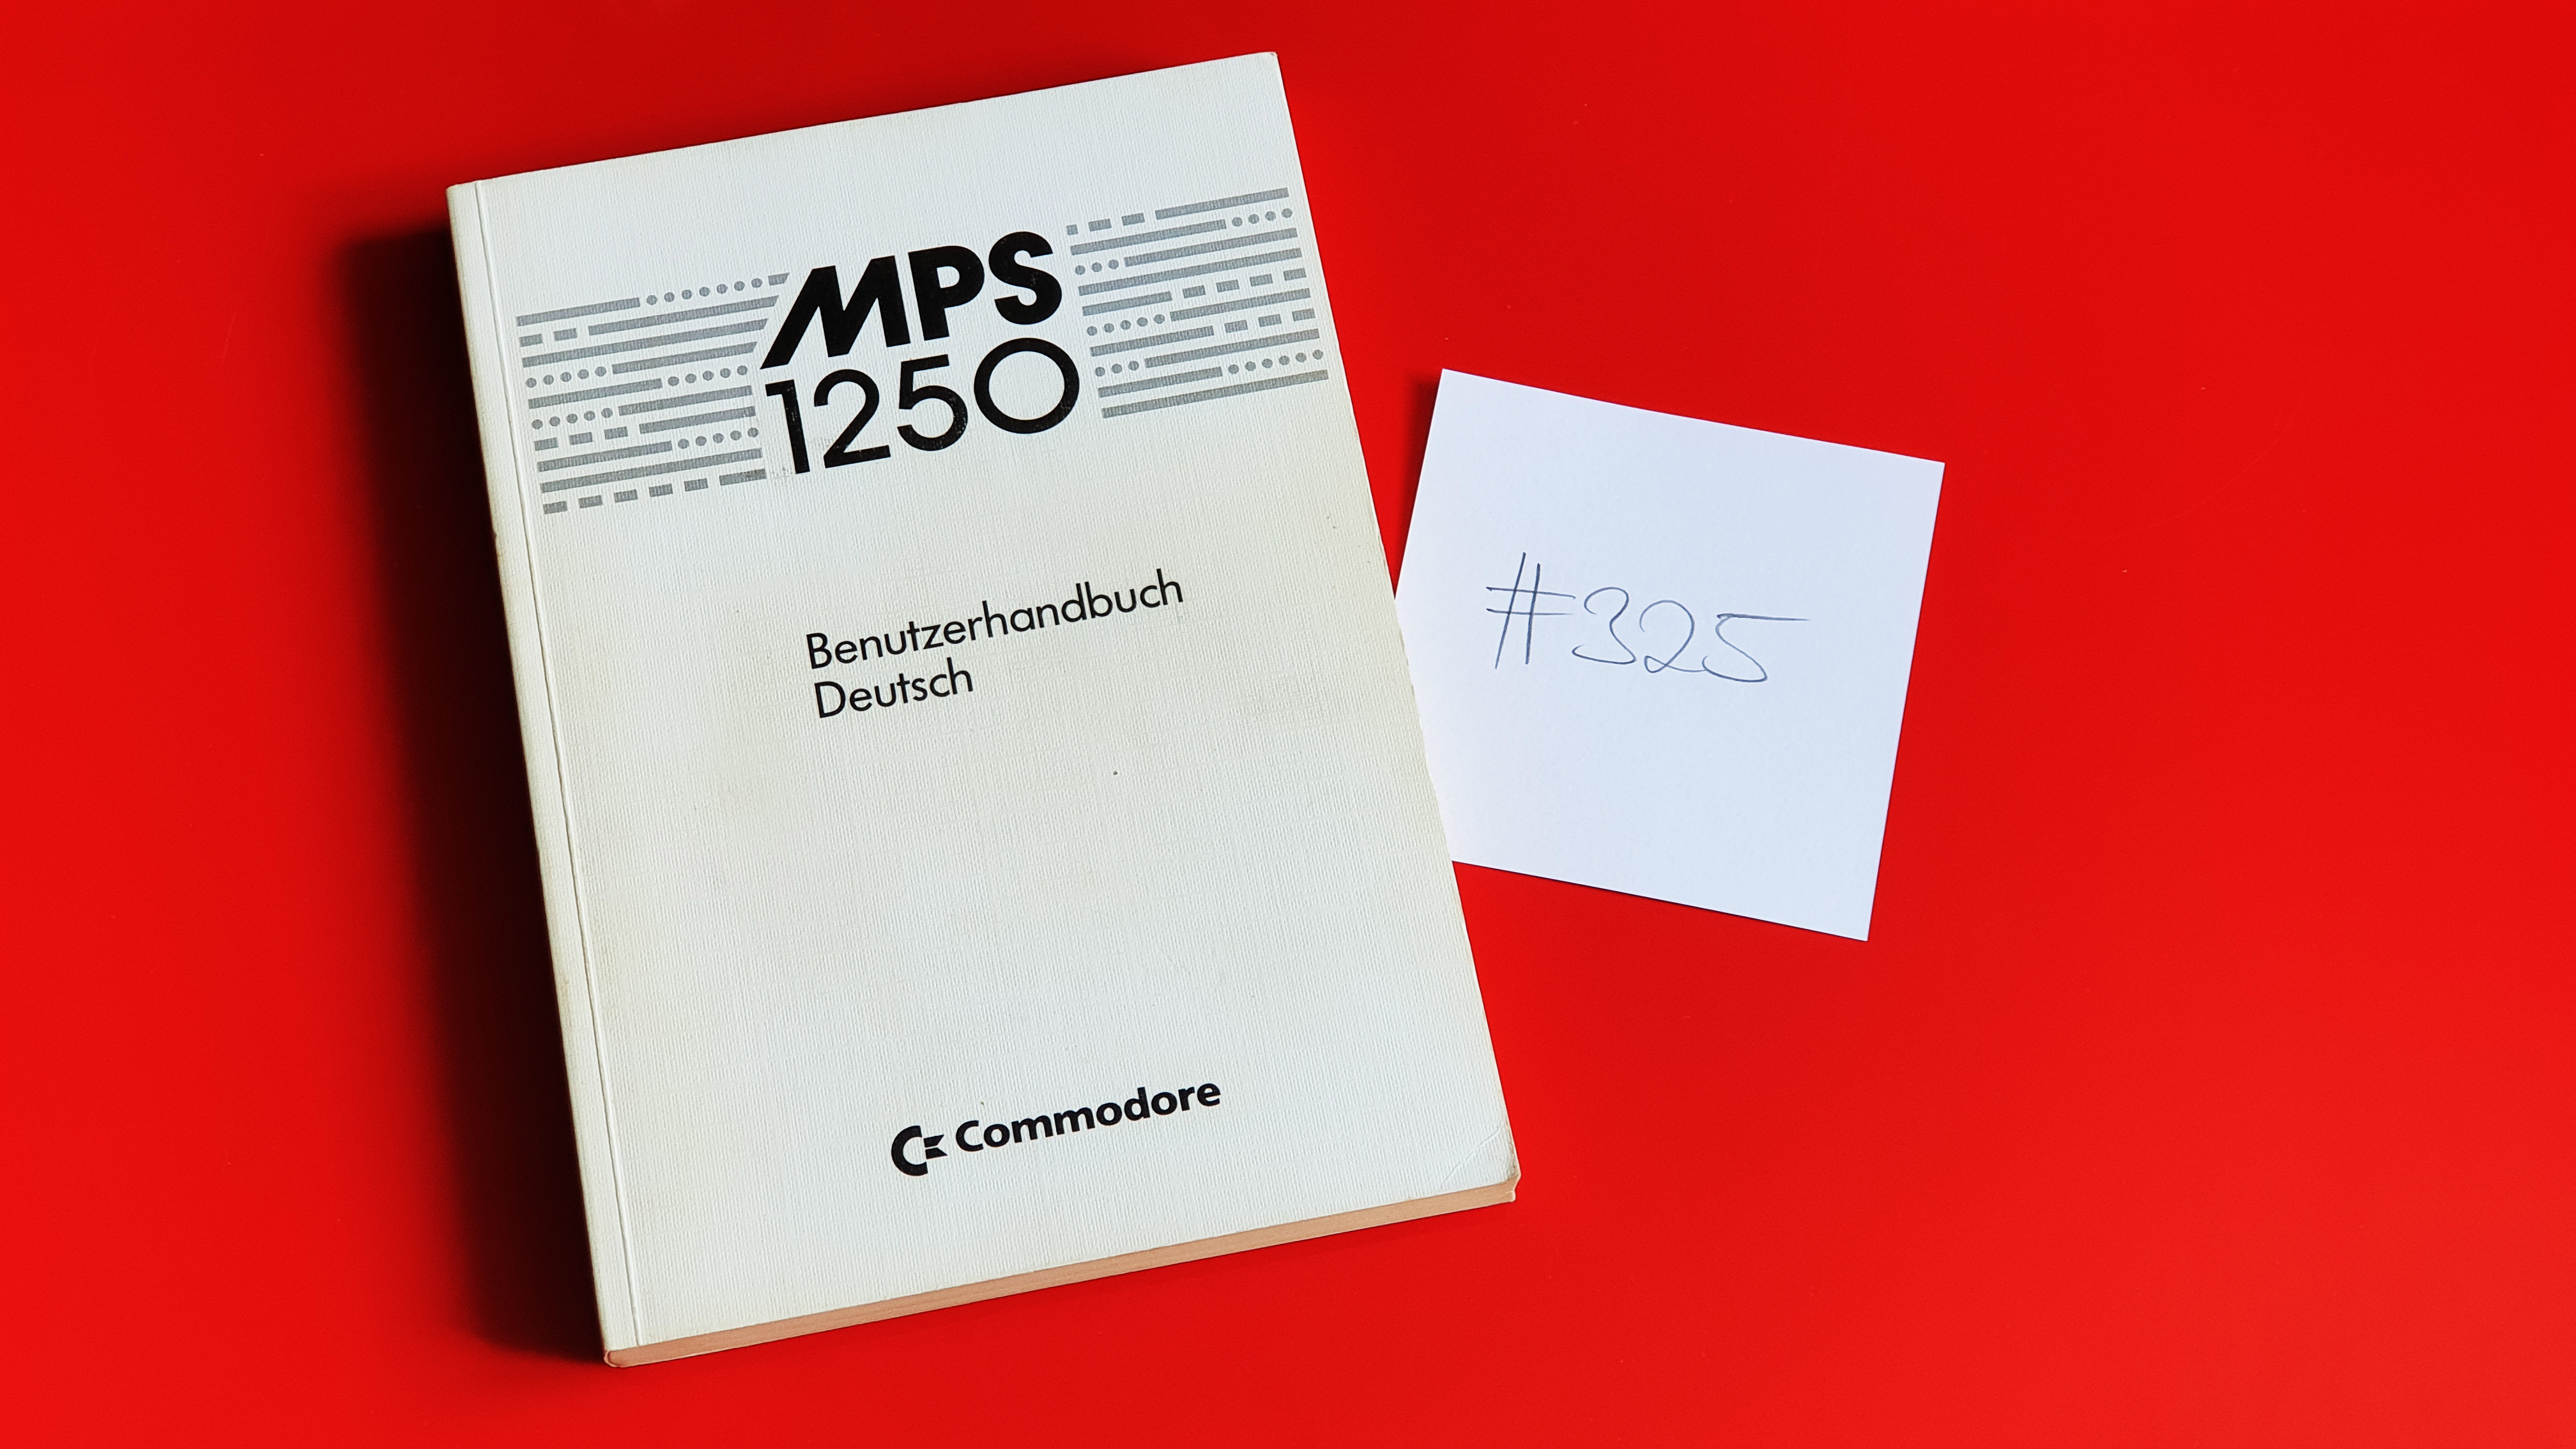 MPS
1250
Benutzerhandbuch
Deutsch
Commodore
#325